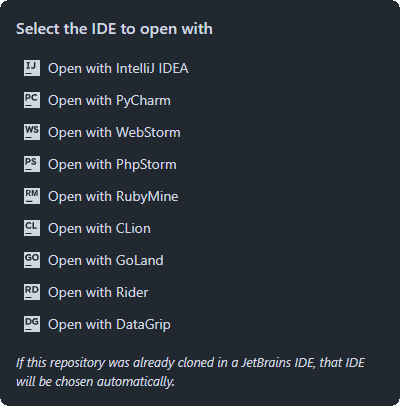 Select the IDE to open with
IJ Open with IntelliJ IDEA
PC Open with PyCharm
WS Open with WebStorm
PS Open with PhpStorm
RM Open with RubyMine
CL Open with CLion
GO Open with GoLand
RD Open with Rider
DG Open with DataGrip
If this repository was already cloned in a JetBrains IDE, that IDE
will be chosen automatically.